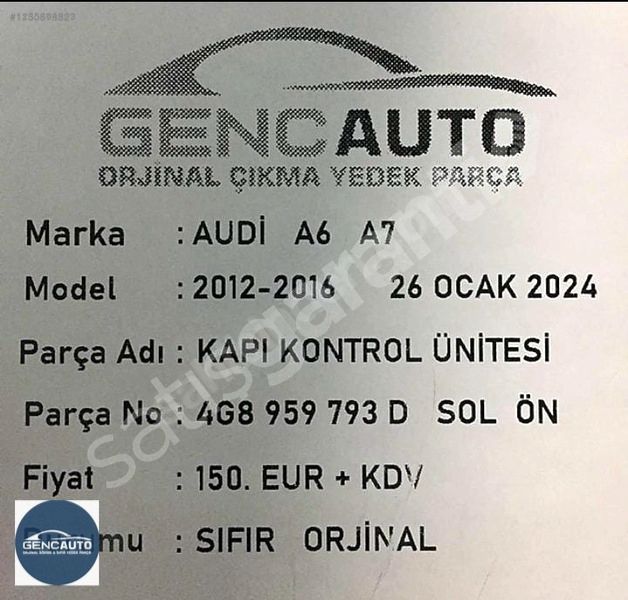 #1255698823
GENCAUTO
ORJİNAL ÇIKMA YEDEK PARÇA
Marka : AUDİ A6 A7
Model : 2012-2016 26 OCAK 2024
Parça Adı : KAPI KONTROL ÜNİTESİ
Parça No : 4G8 959 793 D SOL ÖN
Fiyat : 150. EUR + KDV
mu : SIFIR ORJİNAL
GENCAUTO
satisgaranti